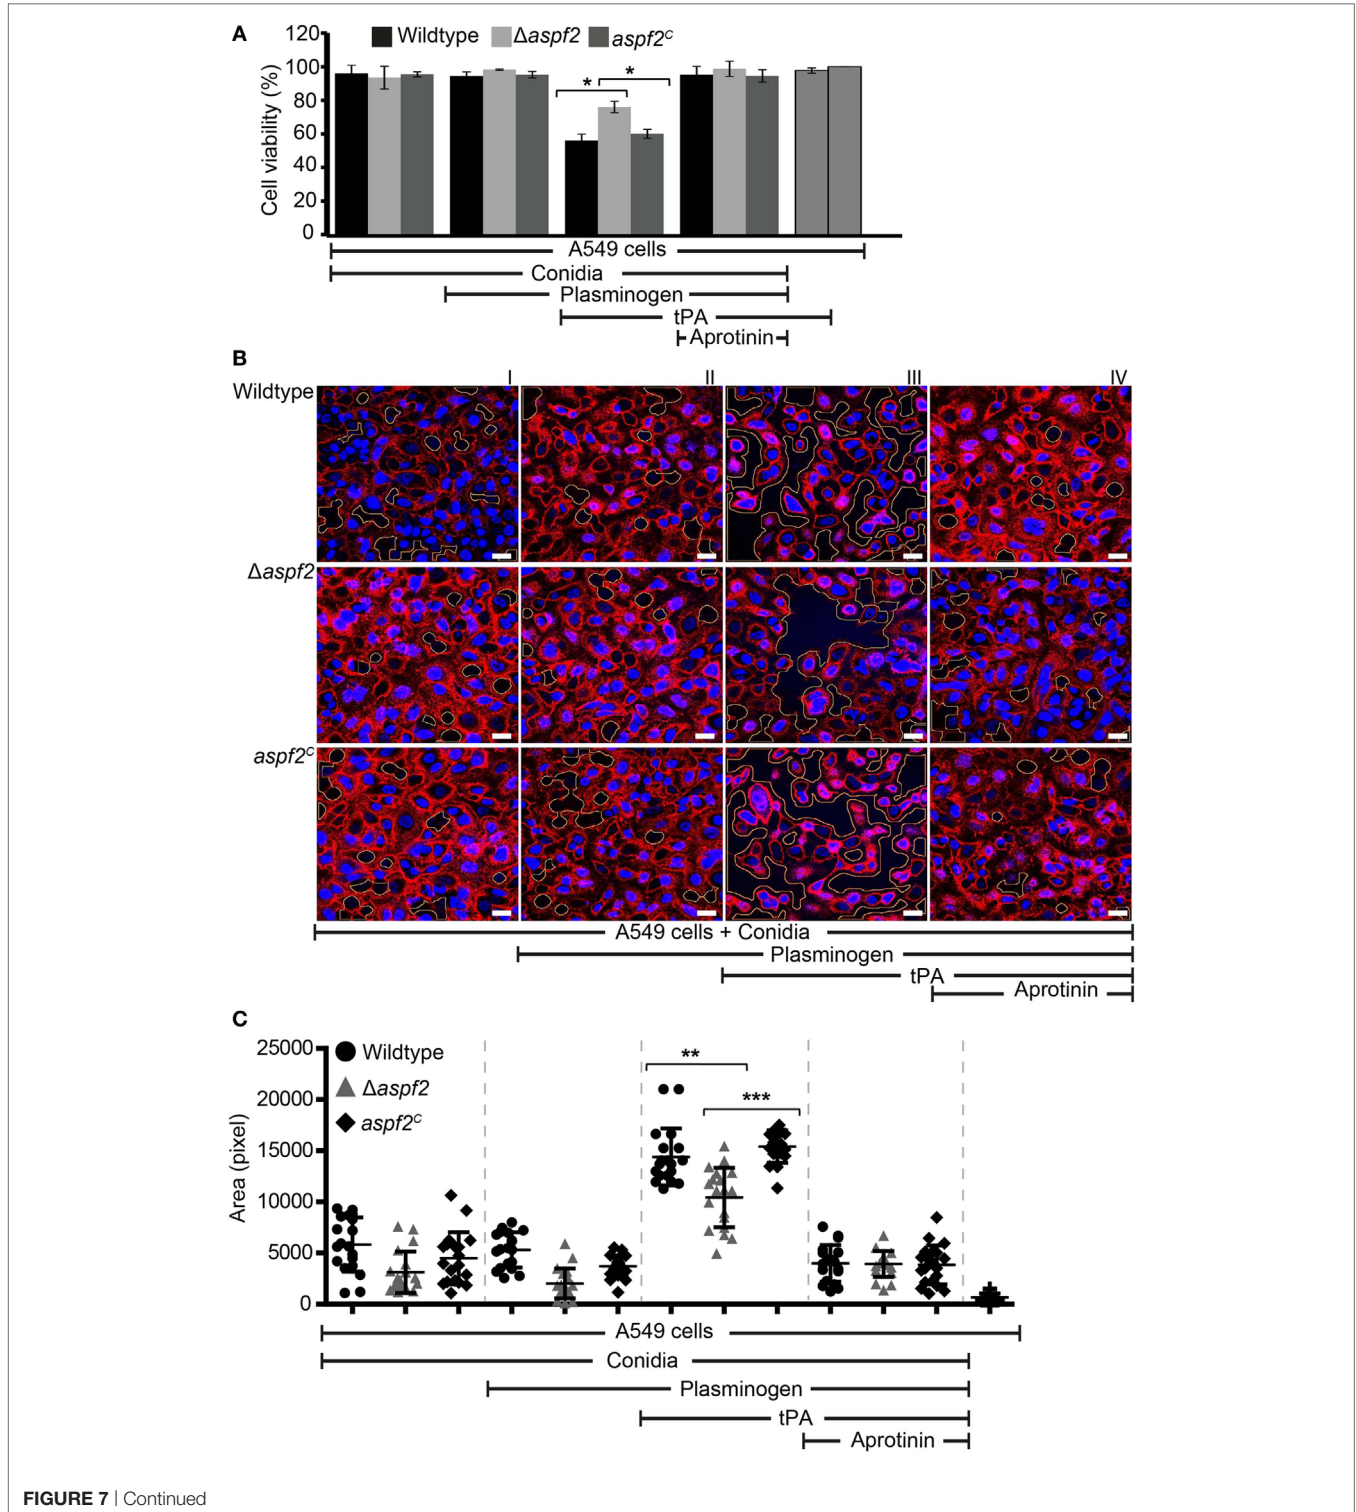 A
Wildtype Δaspf2 aspf2ᶜ
Cell viability (%)
120
100
80
60
40
20
0
* *
A549 cells
Conidia
Plasminogen
tPA
Aprotinin
B
I II III IV
Wildtype
Δaspf2
aspf2ᶜ
A549 cells + Conidia
Plasminogen
tPA
Aprotinin
C
Wildtype
Δaspf2
aspf2ᶜ
Area (pixel)
25000
20000
15000
10000
5000
0
**
***
A549 cells
Conidia
Plasminogen
tPA
Aprotinin
FIGURE 7 | Continued